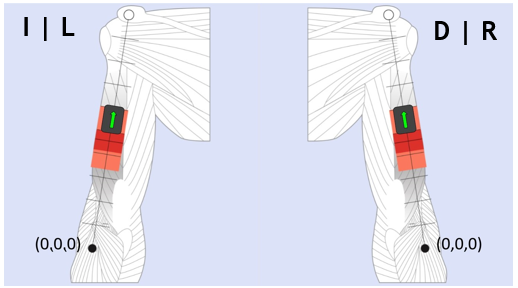 I | L
D | R
(0,0,0)
(0,0,0)